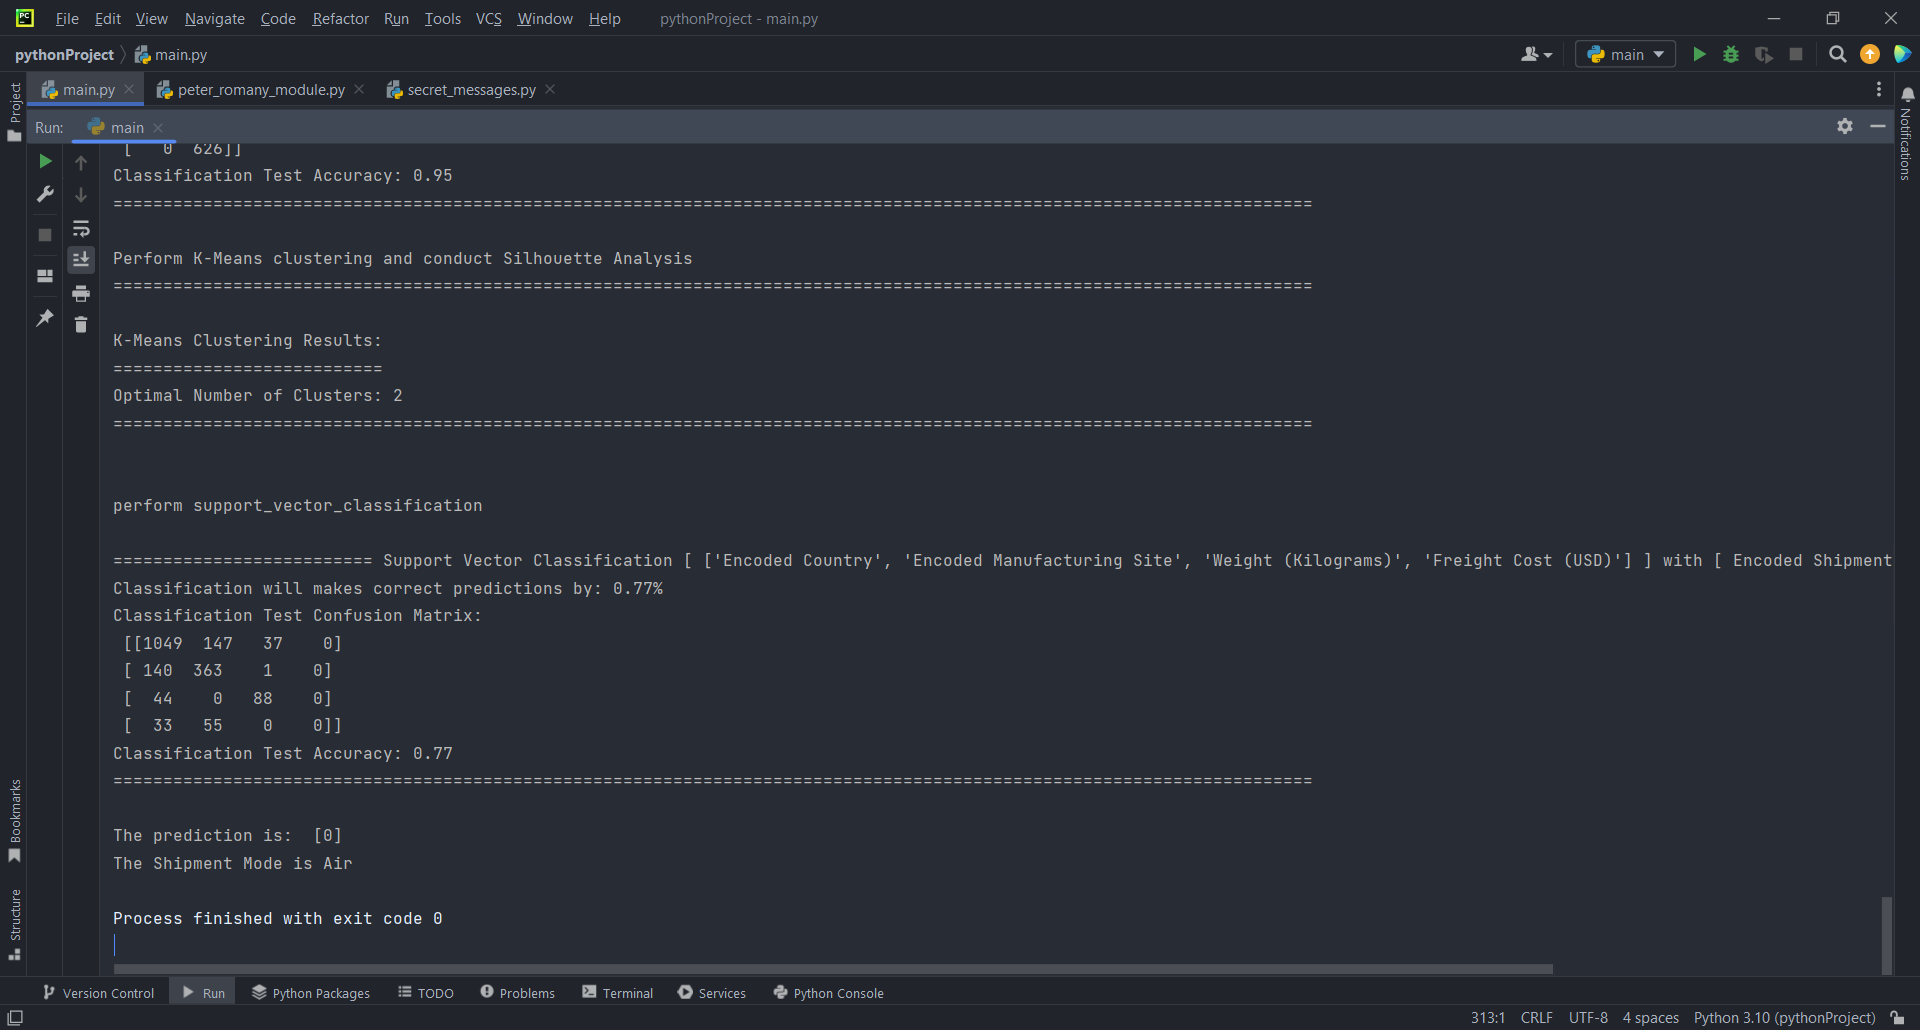 PC File Edit View Navigate Code Refactor Run Tools VCS Window Help pythonProject - main.py
pythonProject main.py main
Project main.py peter_romany_module.py secret_messages.py
Notifications
Run: main
[ 0 626]]
Classification Test Accuracy: 0.95
========================================================================================================================
Perform K-Means clustering and conduct Silhouette Analysis
========================================================================================================================
K-Means Clustering Results:
===========================
Optimal Number of Clusters: 2
========================================================================================================================
perform support_vector_classification
========================== Support Vector Classification [ ['Encoded Country', 'Encoded Manufacturing Site', 'Weight (Kilograms)', 'Freight Cost (USD)'] ] with [ Encoded Shipment
Classification will makes correct predictions by: 0.77%
Classification Test Confusion Matrix:
[[1049 147 37 0]
[ 140 363 1 0]
[ 44 0 88 0]
[ 33 55 0 0]]
Classification Test Accuracy: 0.77
========================================================================================================================
The prediction is: [0]
The Shipment Mode is Air
Process finished with exit code 0
Bookmarks
Structure
Version Control Run Python Packages TODO Problems Terminal Services Python Console
313:1 CRLF UTF-8 4 spaces Python 3.10 (pythonProject)